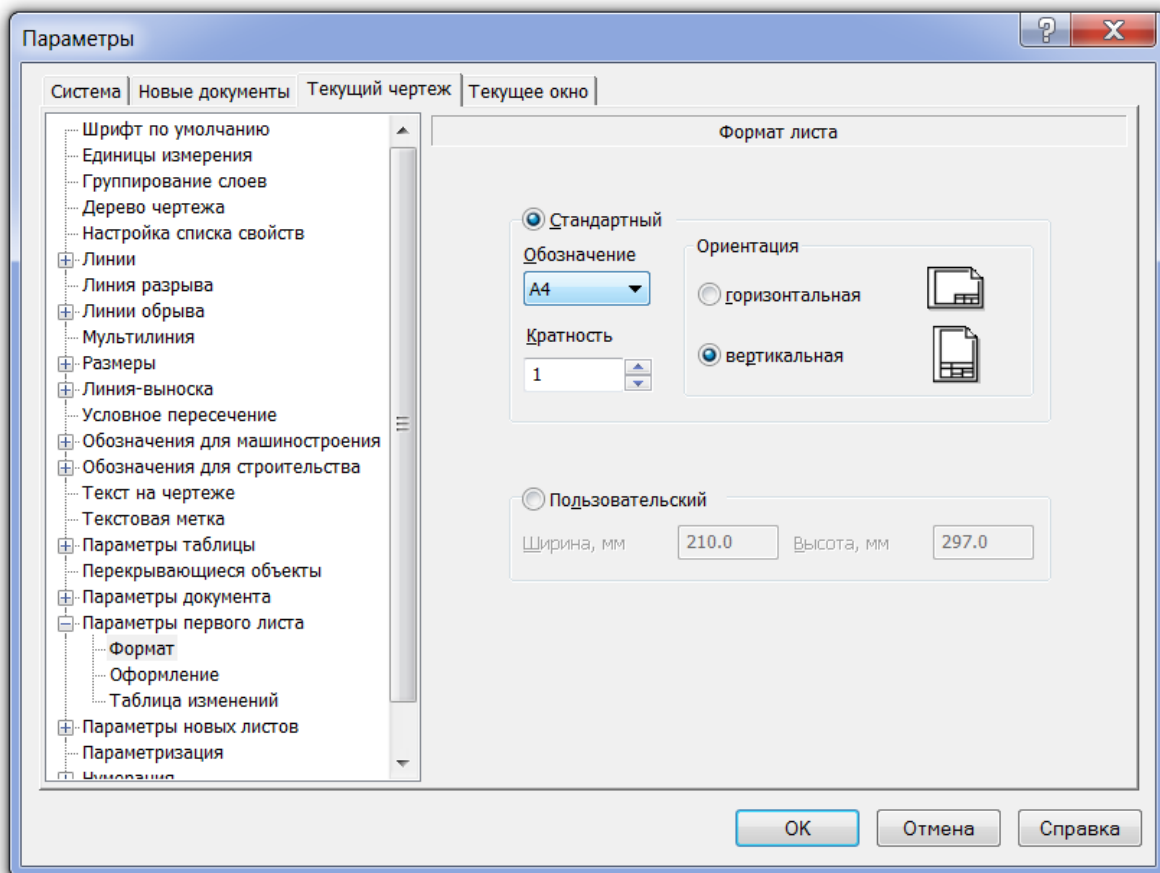 Параметры
Система Новые документы Текущий чертеж Текущее окно
Шрифт по умолчанию
Единицы измерения
Группирование слоев
Дерево чертежа
Настройка списка свойств
Линии
Линия разрыва
Линии обрыва
Мультилиния
Размеры
Линия-выноска
Условное пересечение
Обозначения для машиностроения
Обозначения для строительства
Текст на чертеже
Текстовая метка
Параметры таблицы
Перекрывающиеся объекты
Параметры документа
Параметры первого листа
Формат
Оформление
Таблица изменений
Параметры новых листов
Параметризация
Нумерация
Формат листа
Стандартный
Обозначение
A4
Кратность
1
Ориентация
горизонтальная
вертикальная
Пользовательский
Ширина, мм 210.0 Высота, мм 297.0
OK Отмена Справка